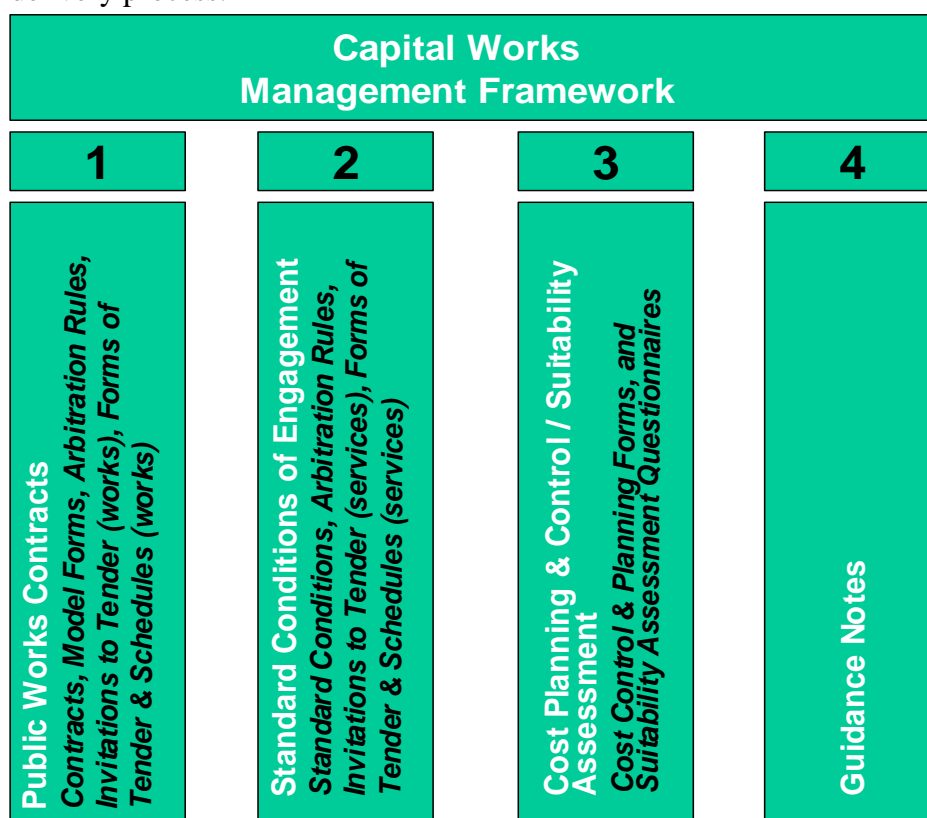 delivery process.
Capital Works
Management Framework
1
2
3
4
Public Works Contracts
Contracts, Model Forms, Arbitration Rules,
Invitations to Tender (works), Forms of
Tender & Schedules (works)
Standard Conditions of Engagement
Standard Conditions, Arbitration Rules,
Invitations to Tender (services), Forms of
Tender & Schedules (services)
Cost Planning & Control / Suitability
Assessment
Cost Control & Planning Forms, and
Suitability Assessment Questionnaires
Guidance Notes